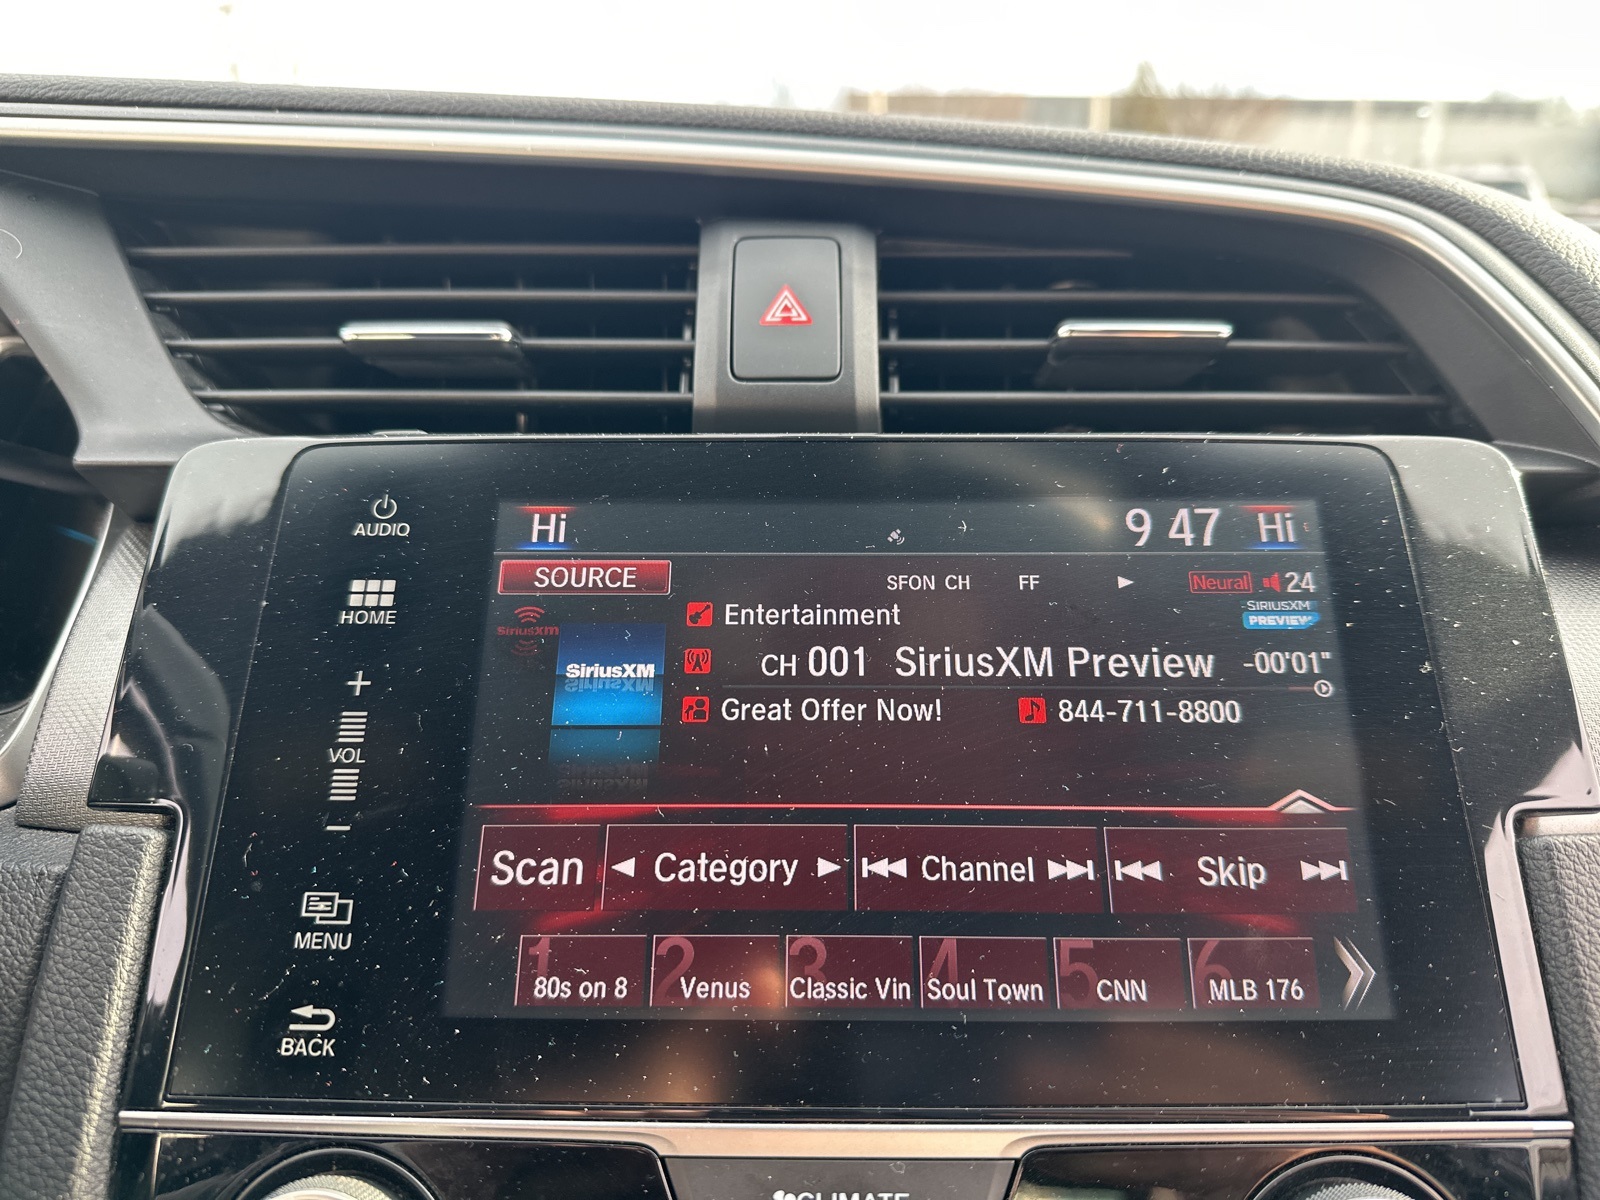 AUDIO
HOME
+
VOL
−
MENU
BACK
Hi
9 47
Hi
SOURCE
SFON CH FF
Neural 24
SiriusXM
SiriusXM
Entertainment
SIRIUSXM
PREVIEW
CH 001 SiriusXM Preview -00'01"
Great Offer Now! 844-711-8800
Scan
Category
Channel
Skip
1 80s on 8
2 Venus
3 Classic Vin
4 Soul Town
5 CNN
6 MLB 176
CLIMATE